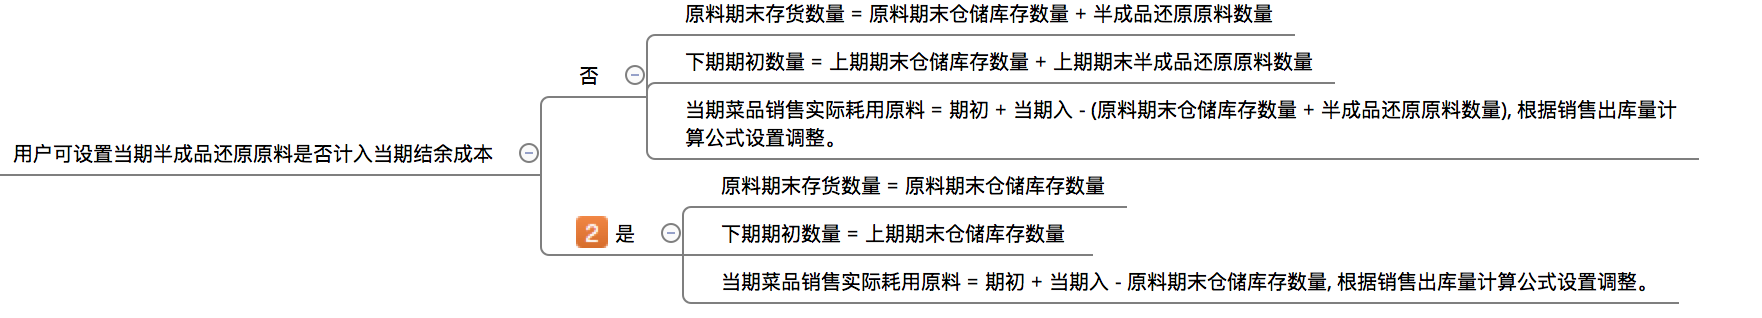 原料期末存货数量 = 原料期末仓储库存数量 + 半成品还原原料数量
否
下期期初数量 = 上期期末仓储库存数量 + 上期期末半成品还原原料数量
当期菜品销售实际耗用原料 = 期初 + 当期入 - (原料期末仓储库存数量 + 半成品还原原料数量), 根据销售出库量计
算公式设置调整。
用户可设置当期半成品还原原料是否计入当期结余成本
原料期末存货数量 = 原料期末仓储库存数量
2 是
下期期初数量 = 上期期末仓储库存数量
当期菜品销售实际耗用原料 = 期初 + 当期入 - 原料期末仓储库存数量, 根据销售出库量计算公式设置调整。